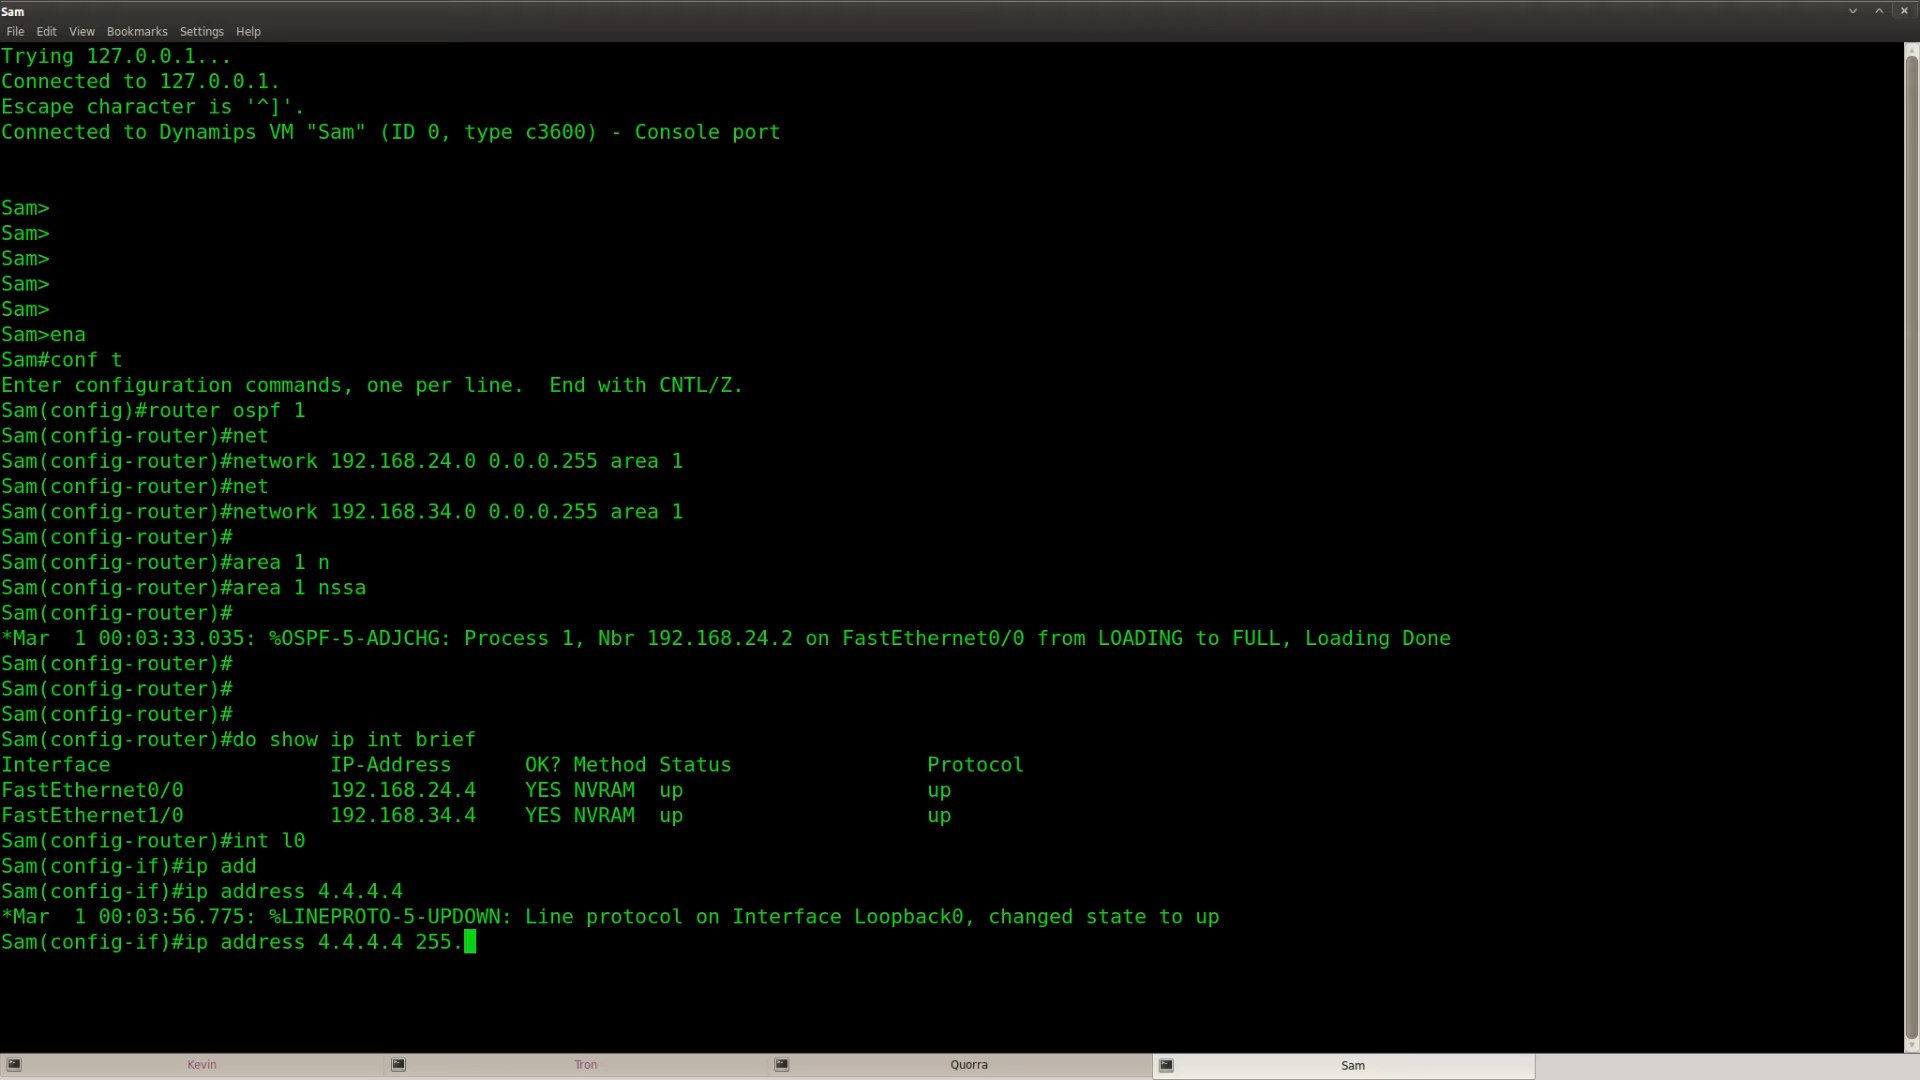 Sam
File Edit View Bookmarks Settings Help
Trying 127.0.0.1...
Connected to 127.0.0.1.
Escape character is '^]'.
Connected to Dynamips VM "Sam" (ID 0, type c3600) - Console port
Sam>
Sam>
Sam>
Sam>
Sam>
Sam>ena
Sam#conf t
Enter configuration commands, one per line.  End with CNTL/Z.
Sam(config)#router ospf 1
Sam(config-router)#net
Sam(config-router)#network 192.168.24.0 0.0.0.255 area 1
Sam(config-router)#net
Sam(config-router)#network 192.168.34.0 0.0.0.255 area 1
Sam(config-router)#
Sam(config-router)#area 1 n
Sam(config-router)#area 1 nssa
Sam(config-router)#
*Mar  1 00:03:33.035: %OSPF-5-ADJCHG: Process 1, Nbr 192.168.24.2 on FastEthernet0/0 from LOADING to FULL, Loading Done
Sam(config-router)#
Sam(config-router)#
Sam(config-router)#
Sam(config-router)#do show ip int brief
Interface                  IP-Address      OK? Method Status                Protocol
FastEthernet0/0            192.168.24.4    YES NVRAM  up                    up
FastEthernet1/0            192.168.34.4    YES NVRAM  up                    up
Sam(config-router)#int l0
Sam(config-if)#ip add
Sam(config-if)#ip address 4.4.4.4
*Mar  1 00:03:56.775: %LINEPROTO-5-UPDOWN: Line protocol on Interface Loopback0, changed state to up
Sam(config-if)#ip address 4.4.4.4 255.
Kevin Tron Quorra Sam